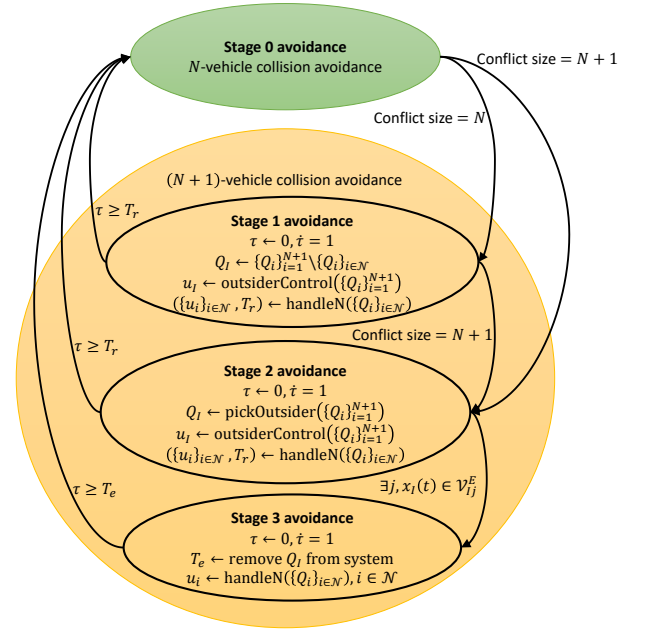 Stage 0 avoidance
N-vehicle collision avoidance
Conflict size = N + 1
Conflict size = N
(N + 1)-vehicle collision avoidance
τ ≥ T_r
Stage 1 avoidance
τ ← 0, ṫ = 1
Q_I ← {Q_i}_{i=1}^{N+1}\{Q_i}_{i∈𝒩}
u_I ← outsiderControl({Q_i}_{i=1}^{N+1})
({u_i}_{i∈𝒩}, T_r) ← handleN({Q_i}_{i∈𝒩})
Conflict size = N + 1
τ ≥ T_r
Stage 2 avoidance
τ ← 0, ṫ = 1
Q_I ← pickOutsider({Q_i}_{i=1}^{N+1})
u_I ← outsiderControl({Q_i}_{i=1}^{N+1})
({u_i}_{i∈𝒩}, T_r) ← handleN({Q_i}_{i∈𝒩})
τ ≥ T_e
∃j, x_I(t) ∈ 𝒱_{Ij}^E
Stage 3 avoidance
τ ← 0, ṫ = 1
T_e ← remove Q_I from system
u_i ← handleN({Q_i}_{i∈𝒩}), i ∈ 𝒩